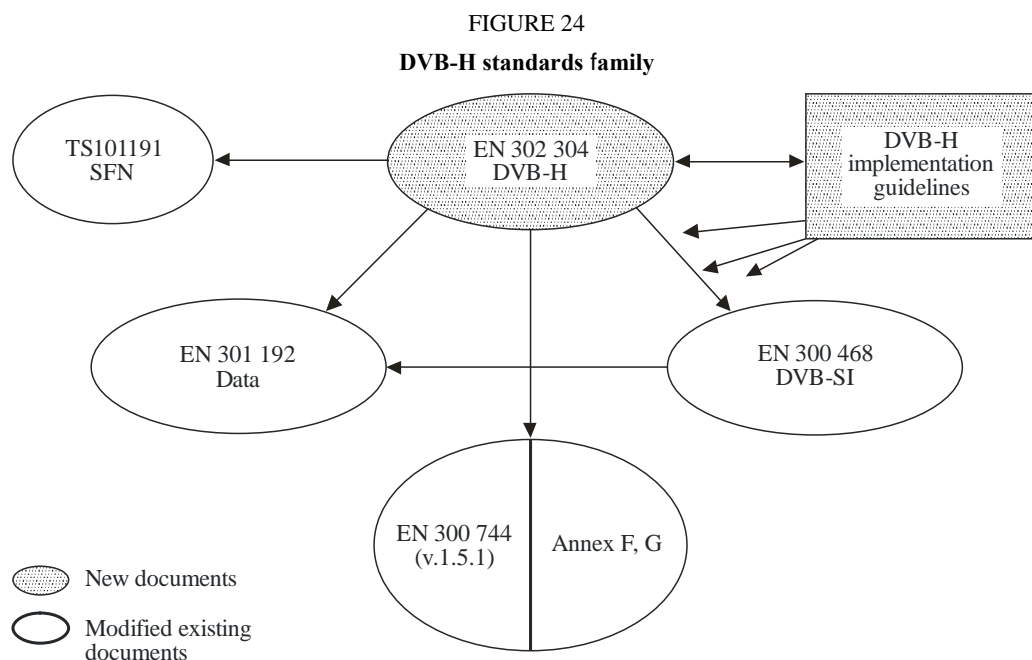 FIGURE 24
DVB-H standards family
TS101191
SFN
EN 302 304
DVB-H
DVB-H
implementation
guidelines
EN 301 192
Data
EN 300 468
DVB-SI
EN 300 744
(v.1.5.1)
Annex F, G
New documents
Modified existing
documents